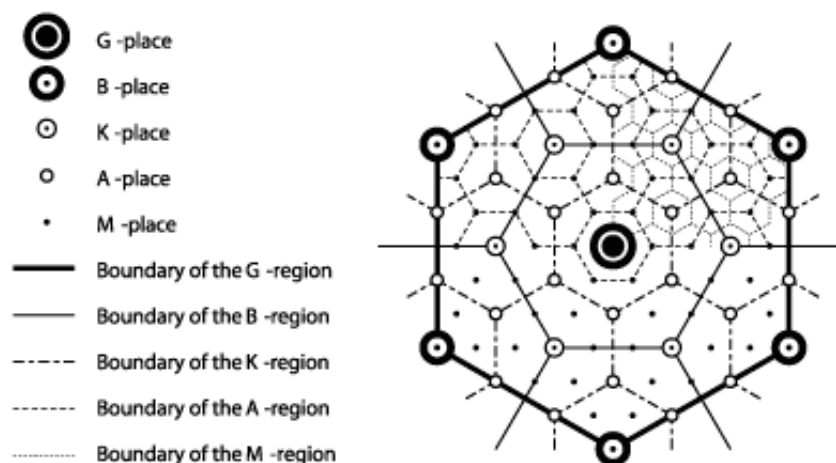 G -place
B -place
K -place
A -place
M -place
Boundary of the G -region
Boundary of the B -region
Boundary of the K -region
Boundary of the A -region
Boundary of the M -region